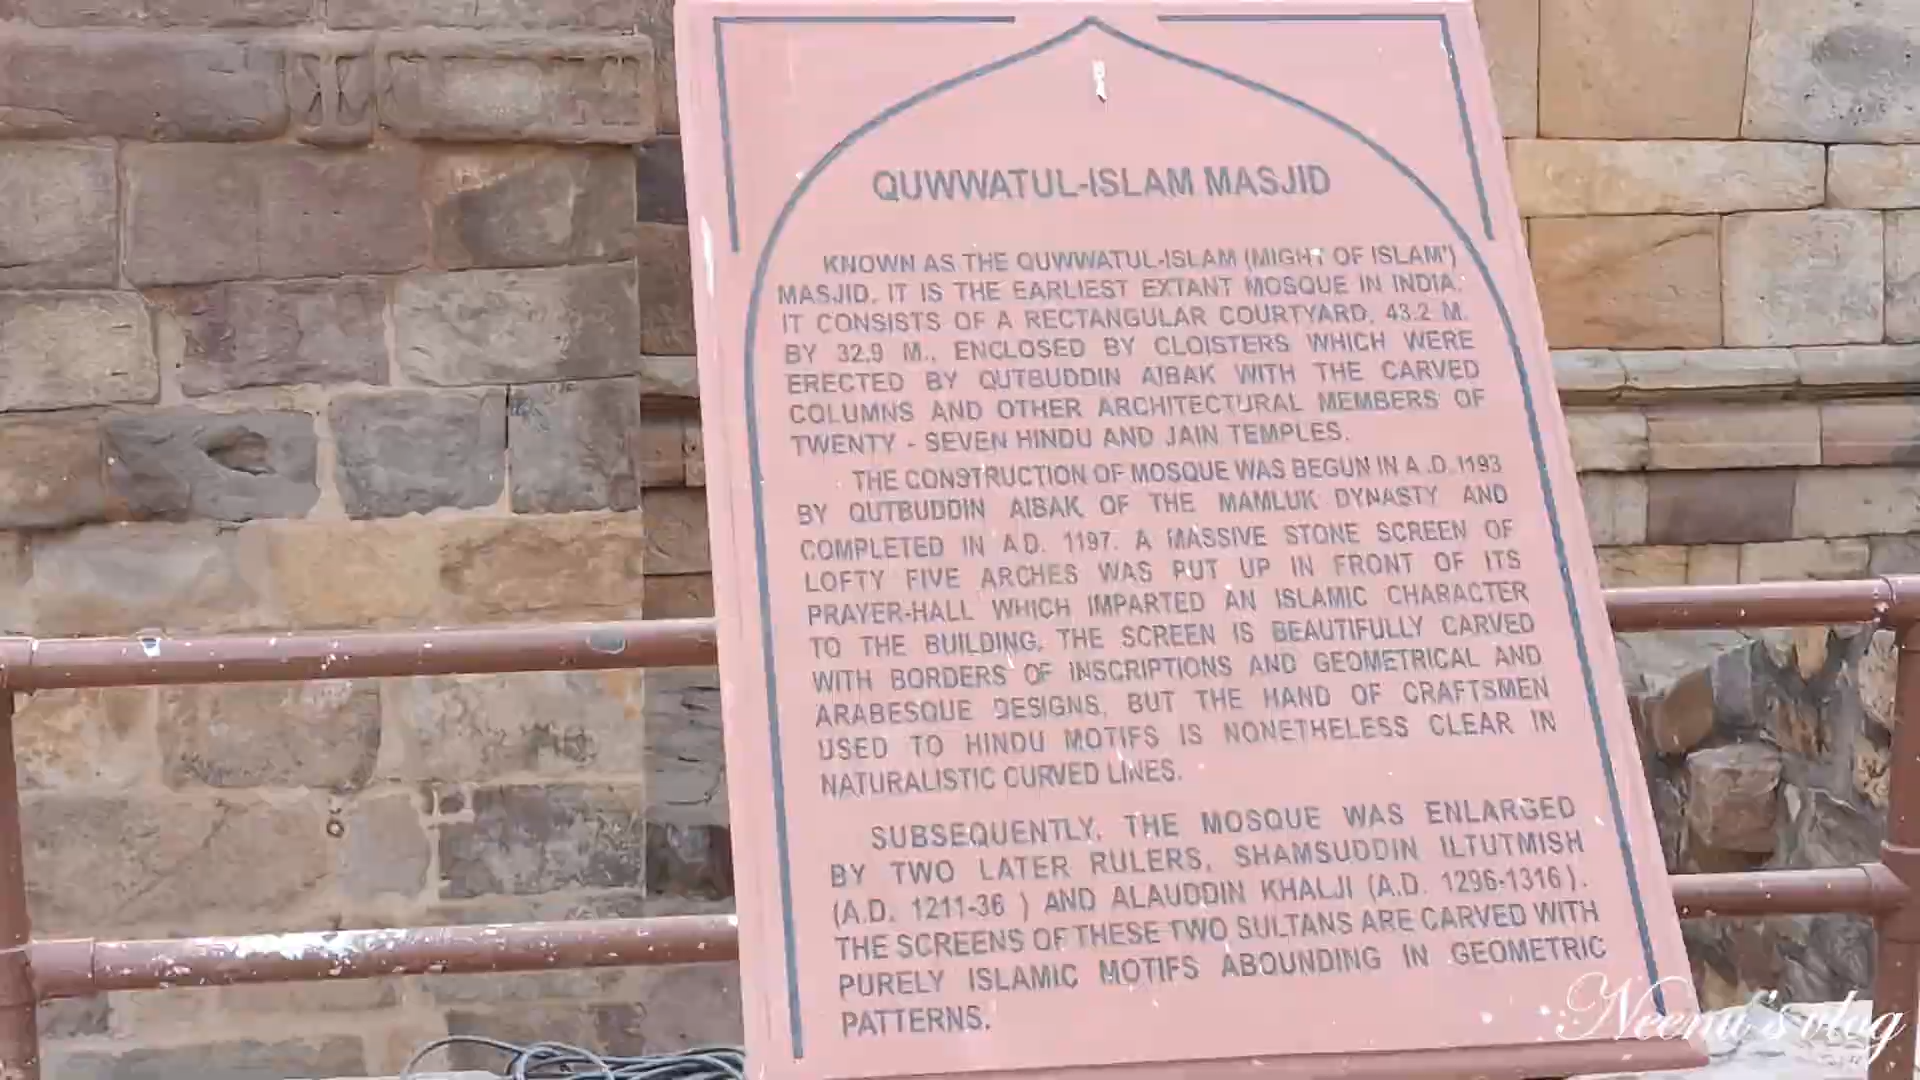 QUWWATUL-ISLAM MASJID
KNOWN AS THE QUWWATUL-ISLAM (MIGHT OF ISLAM')
MASJID, IT IS THE EARLIEST EXTANT MOSQUE IN INDIA.
IT CONSISTS OF A RECTANGULAR COURTYARD, 43.2 M.
BY 32.9 M., ENCLOSED BY CLOISTERS WHICH WERE
ERECTED BY QUTBUDDIN AIBAK WITH THE CARVED
COLUMNS AND OTHER ARCHITECTURAL MEMBERS OF
TWENTY - SEVEN HINDU AND JAIN TEMPLES.
THE CONSTRUCTION OF MOSQUE WAS BEGUN IN A.D. 1193
BY QUTBUDDIN AIBAK OF THE MAMLUK DYNASTY AND
COMPLETED IN A.D. 1197. A MASSIVE STONE SCREEN OF
LOFTY FIVE ARCHES WAS PUT UP IN FRONT OF ITS
PRAYER-HALL WHICH IMPARTED AN ISLAMIC CHARACTER
TO THE BUILDING, THE SCREEN IS BEAUTIFULLY CARVED
WITH BORDERS OF INSCRIPTIONS AND GEOMETRICAL AND
ARABESQUE DESIGNS, BUT THE HAND OF CRAFTSMEN
USED TO HINDU MOTIFS IS NONETHELESS CLEAR IN
NATURALISTIC CURVED LINES.
SUBSEQUENTLY, THE MOSQUE WAS ENLARGED
BY TWO LATER RULERS, SHAMSUDDIN ILTUTMISH
(A.D. 1211-36 ) AND ALAUDDIN KHALJI (A.D. 1296-1316).
THE SCREENS OF THESE TWO SULTANS ARE CARVED WITH
PURELY ISLAMIC MOTIFS ABOUNDING IN GEOMETRIC
PATTERNS.
Neenu's vlog